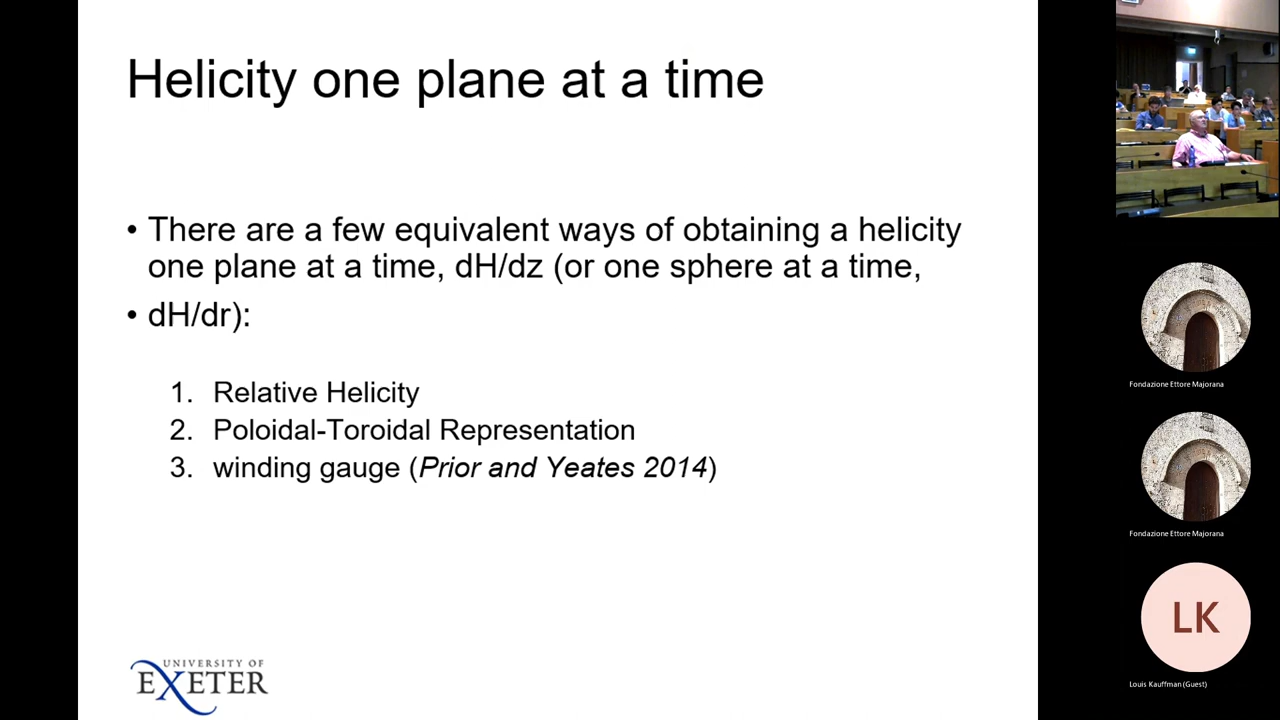 Helicity one plane at a time
• There are a few equivalent ways of obtaining a helicity
one plane at a time, dH/dz (or one sphere at a time,
• dH/dr):
1. Relative Helicity
2. Poloidal-Toroidal Representation
3. winding gauge (Prior and Yeates 2014)
UNIVERSITY OF
EXETER
Fondazione Ettore Majorana
Fondazione Ettore Majorana
LK
Louis Kauffman (Guest)